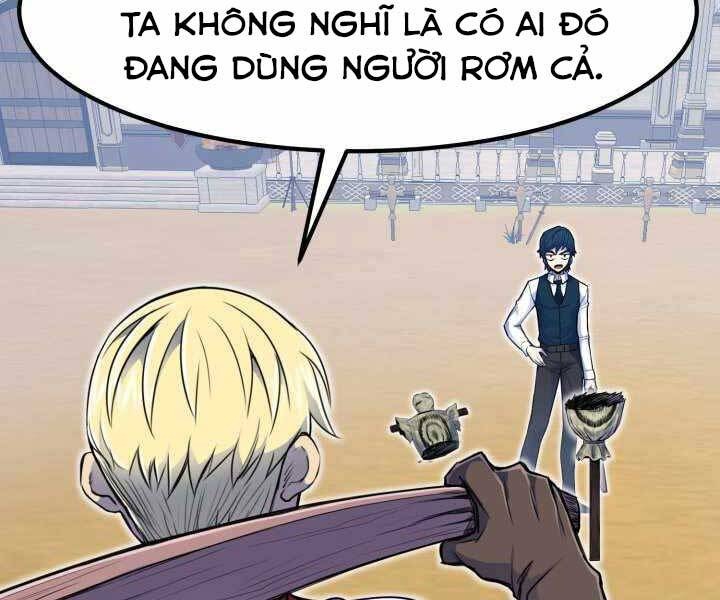 TA KHÔNG NGHĨ LÀ CÓ AI ĐÓ
ĐANG DÙNG NGƯỜI RƠM CẢ.